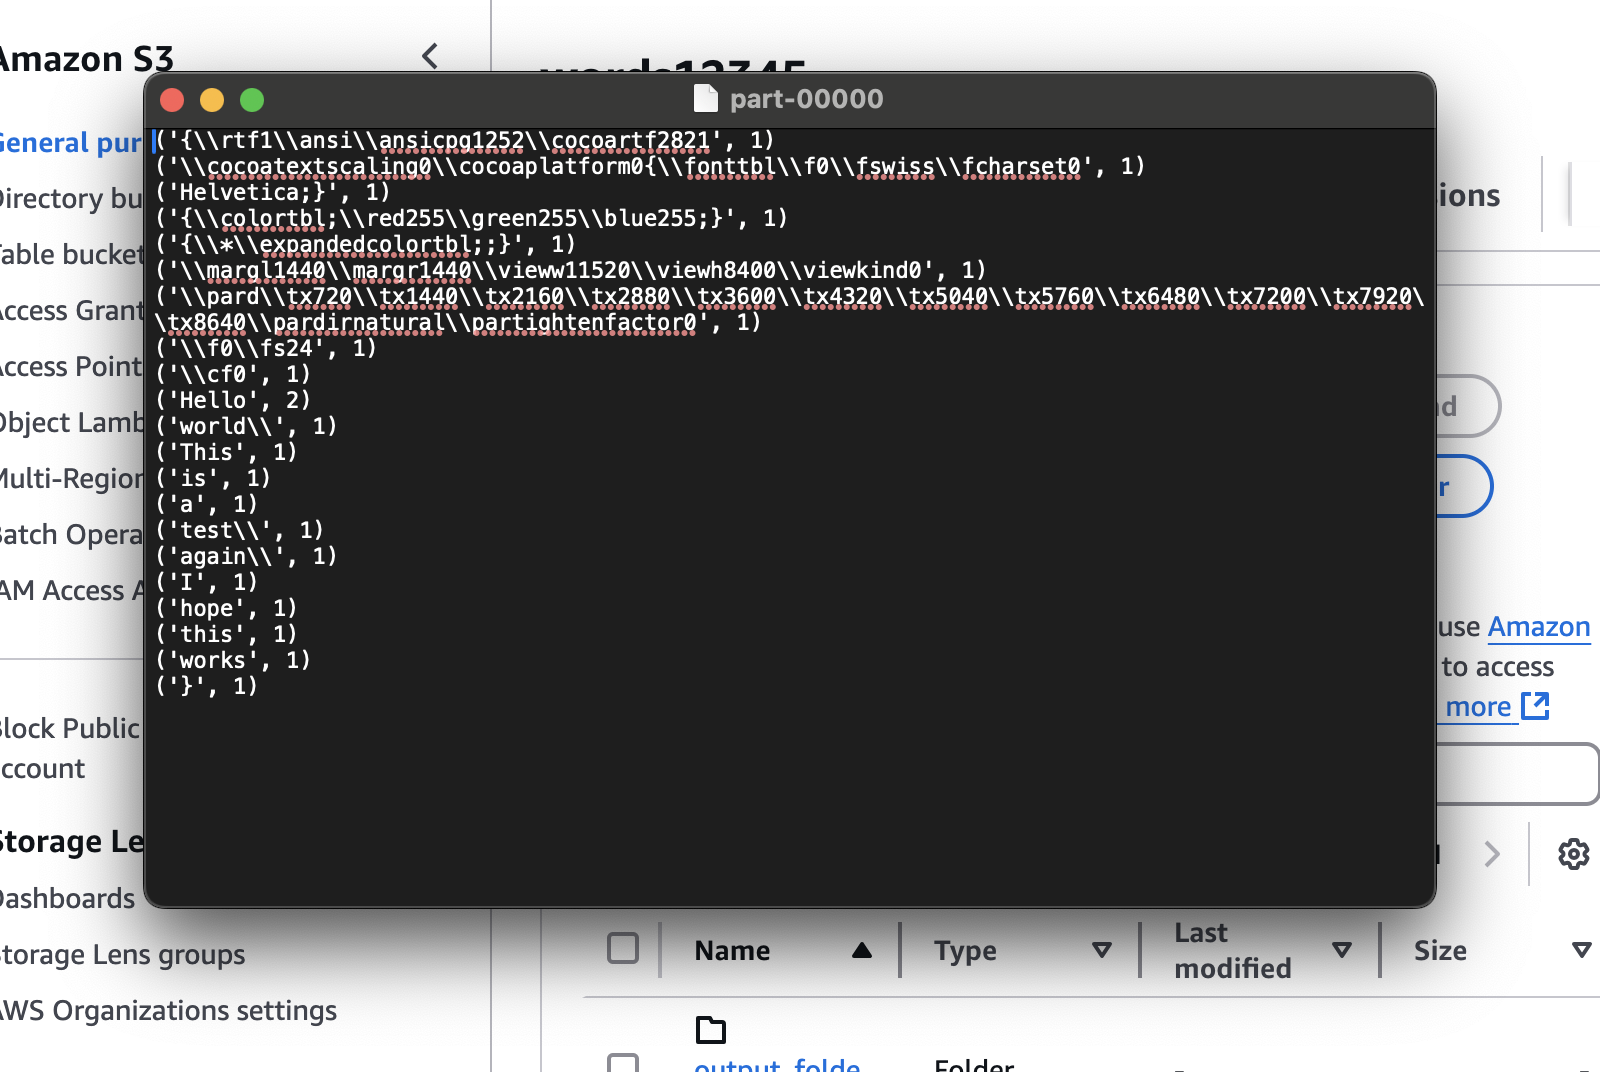 Amazon S3
words12345
part-00000
('{\\rtf1\\ansi\\ansicpg1252\\cocoartf2821', 1)
('\\cocoatextscaling0\\cocoaplatform0{\\fonttbl\\f0\\fswiss\\fcharset0', 1)
('Helvetica;}', 1)
('{\\colortbl;\\red255\\green255\\blue255;}', 1)
('{\\*\\expandedcolortbl;;}', 1)
('\\margl1440\\margr1440\\vieww11520\\viewh8400\\viewkind0', 1)
('\\pard\\tx720\\tx1440\\tx2160\\tx2880\\tx3600\\tx4320\\tx5040\\tx5760\\tx6480\\tx7200\\tx7920\
\tx8640\\pardirnatural\\partightenfactor0', 1)
('\\f0\\fs24', 1)
('\\cf0', 1)
('Hello', 2)
('world\\', 1)
('This', 1)
('is', 1)
('a', 1)
('test\\', 1)
('again\\', 1)
('I', 1)
('hope', 1)
('this', 1)
('works', 1)
('}', 1)
General pur
Directory bu
Table bucket
Access Grant
Access Point
Object Lamb
Multi-Region
Batch Opera
IAM Access A
Block Public
account
Storage Le
Dashboards
Storage Lens groups
AWS Organizations settings
ions
d
r
use Amazon
to access
more
Name
Type
Last
modified
Size
output_folde
Folder
-
-